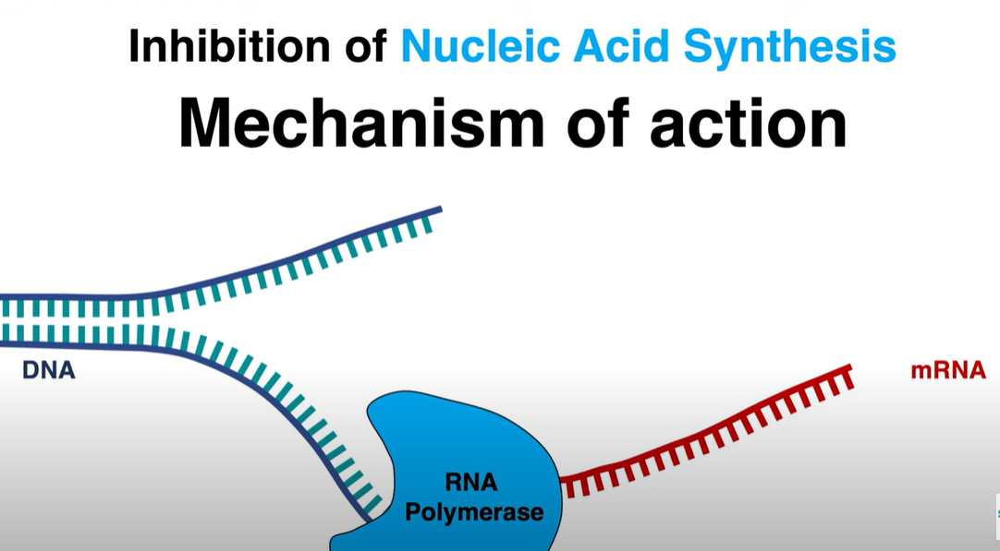 Inhibition of Nucleic Acid Synthesis
Mechanism of action
DNA
mRNA
RNA
Polymerase